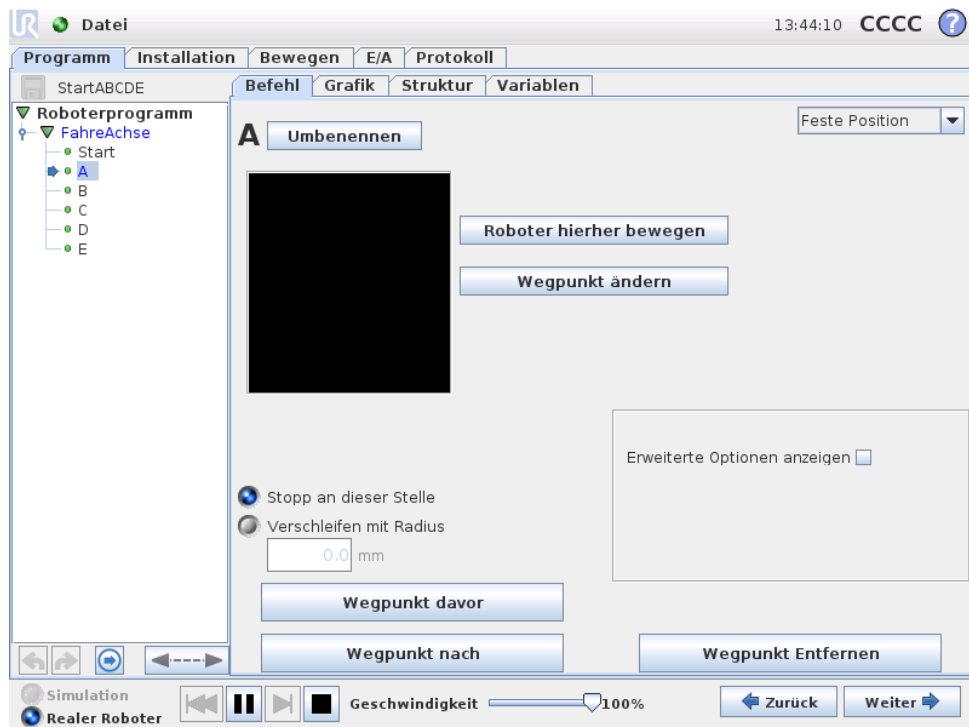 UR Datei 13:44:10 CCCC ?
Programm Installation Bewegen E/A Protokoll
StartABCDE
Befehl Grafik Struktur Variablen
Roboterprogramm
FahreAchse
Start
A
B
C
D
E
A Umbenennen
Feste Position
Roboter hierher bewegen
Wegpunkt ändern
Erweiterte Optionen anzeigen
Stopp an dieser Stelle
Verschleifen mit Radius
0.0 mm
Wegpunkt davor
Wegpunkt nach Wegpunkt Entfernen
Simulation
Realer Roboter
Geschwindigkeit 100% Zurück Weiter